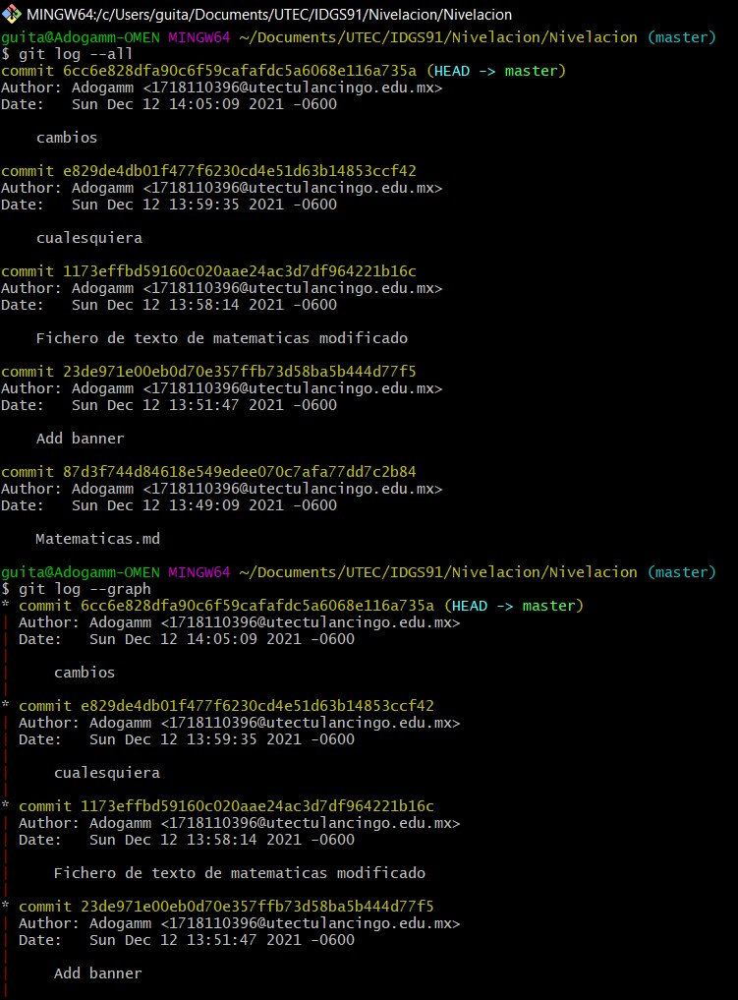 MINGW64:/c/Users/guita/Documents/UTEC/IDGS91/Nivelacion/Nivelacion
guita@Adogamm-OMEN MINGW64 ~/Documents/UTEC/IDGS91/Nivelacion/Nivelacion (master)
$ git log --all
commit 6cc6e828dfa90c6f59cafafdc5a6068e116a735a (HEAD -> master)
Author: Adogamm <1718110396@utectulancingo.edu.mx>
Date:   Sun Dec 12 14:05:09 2021 -0600

    cambios

commit e829de4db01f477f6230cd4e51d63b14853ccf42
Author: Adogamm <1718110396@utectulancingo.edu.mx>
Date:   Sun Dec 12 13:59:35 2021 -0600

    cualesquiera

commit 1173effbd59160c020aae24ac3d7df964221b16c
Author: Adogamm <1718110396@utectulancingo.edu.mx>
Date:   Sun Dec 12 13:58:14 2021 -0600

    Fichero de texto de matematicas modificado

commit 23de971e00eb0d70e357ffb73d58ba5b444d77f5
Author: Adogamm <1718110396@utectulancingo.edu.mx>
Date:   Sun Dec 12 13:51:47 2021 -0600

    Add banner

commit 87d3f744d84618e549edee070c7afa77dd7c2b84
Author: Adogamm <1718110396@utectulancingo.edu.mx>
Date:   Sun Dec 12 13:49:09 2021 -0600

    Matematicas.md

guita@Adogamm-OMEN MINGW64 ~/Documents/UTEC/IDGS91/Nivelacion/Nivelacion (master)
$ git log --graph
* commit 6cc6e828dfa90c6f59cafafdc5a6068e116a735a (HEAD -> master)
| Author: Adogamm <1718110396@utectulancingo.edu.mx>
| Date:   Sun Dec 12 14:05:09 2021 -0600
|
|     cambios
|
* commit e829de4db01f477f6230cd4e51d63b14853ccf42
| Author: Adogamm <1718110396@utectulancingo.edu.mx>
| Date:   Sun Dec 12 13:59:35 2021 -0600
|
|     cualesquiera
|
* commit 1173effbd59160c020aae24ac3d7df964221b16c
| Author: Adogamm <1718110396@utectulancingo.edu.mx>
| Date:   Sun Dec 12 13:58:14 2021 -0600
|
|     Fichero de texto de matematicas modificado
|
* commit 23de971e00eb0d70e357ffb73d58ba5b444d77f5
| Author: Adogamm <1718110396@utectulancingo.edu.mx>
| Date:   Sun Dec 12 13:51:47 2021 -0600
|
|     Add banner
|